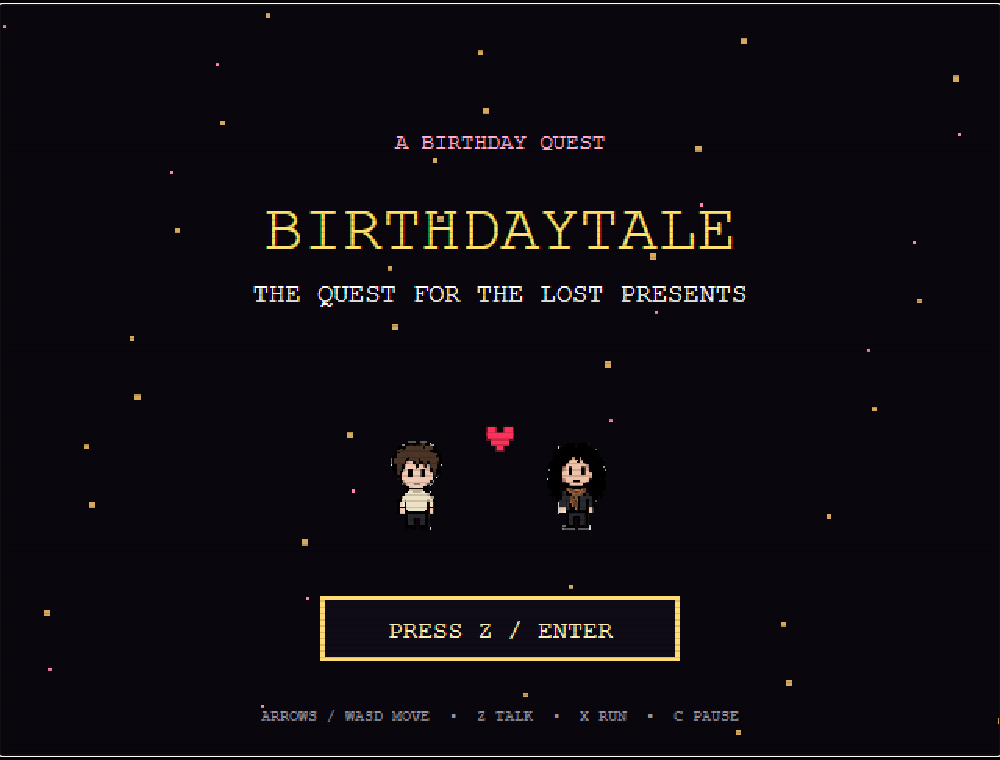 A BIRTHDAY QUEST
BIRTHDAYTALE
THE QUEST FOR THE LOST PRESENTS
PRESS Z / ENTER
ARROWS / WASD MOVE • Z TALK • X RUN • C PAUSE